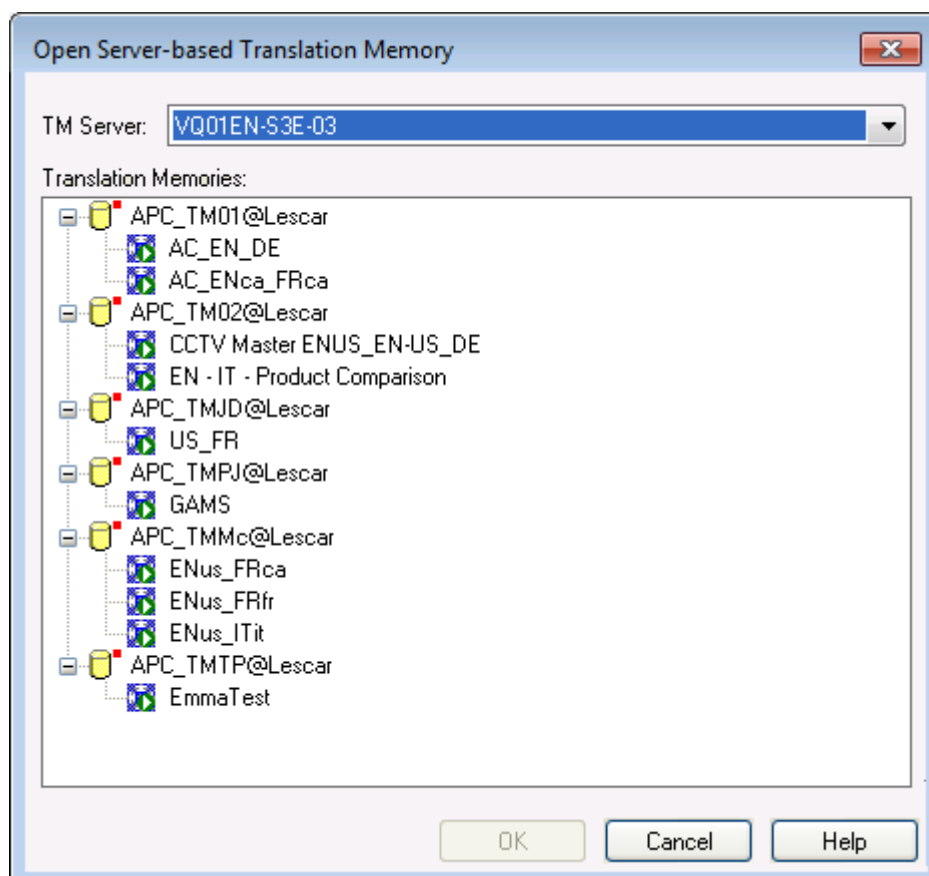 Open Server-based Translation Memory
TM Server: VQ01EN-S3E-03
Translation Memories:
APC_TM01@Lescar
AC_EN_DE
AC_ENca_FRca
APC_TM02@Lescar
CCTV Master ENUS_EN-US_DE
EN - IT - Product Comparison
APC_TMJD@Lescar
US_FR
APC_TMPJ@Lescar
GAMS
APC_TMMc@Lescar
ENus_FRca
ENus_FRfr
ENus_ITit
APC_TMTP@Lescar
EmmaTest
OK Cancel Help